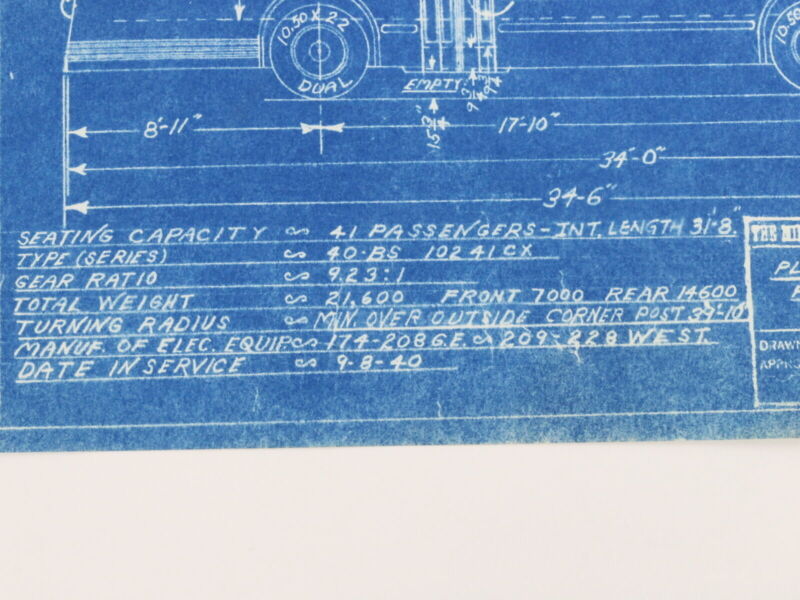 10.50 X 22
DUAL
EMPTY
8'-11"
17'-10"
34'-0"
34'-6"
SEATING CAPACITY ∾ 41 PASSENGERS - INT. LENGTH 31'-8"
TYPE (SERIES) ∾ 40-BS 10241CX
GEAR RATIO ∾ 9.23:1
TOTAL WEIGHT ∾ 21,600 FRONT 7000 REAR 14600
TURNING RADIUS ∾ MIN. OVER OUTSIDE CORNER POST 39'-10"
MANUF. OF ELEC. EQUIP ∾ 174-208 G.E. ∾ 209-228 WEST.
DATE IN SERVICE ∾ 9-8-40
THE
PL
DRAWN